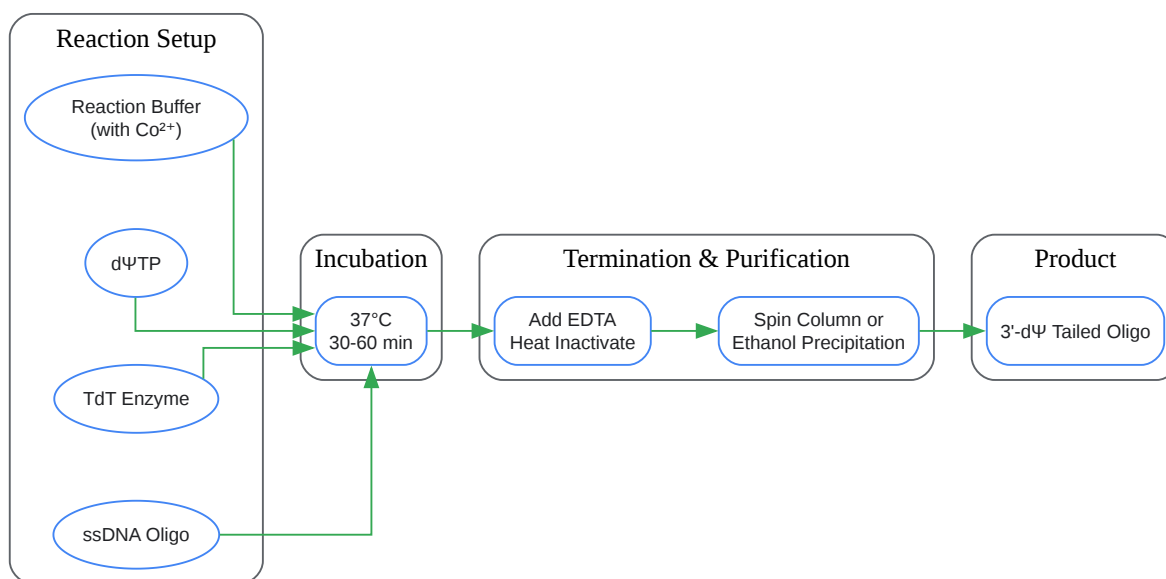 Reaction Setup
Reaction Buffer
(with Co²⁺)
dΨTP
TdT Enzyme
ssDNA Oligo
Incubation
37°C
30-60 min
Termination & Purification
Add EDTA
Heat Inactivate
Spin Column or
Ethanol Precipitation
Product
3'-dΨ Tailed Oligo